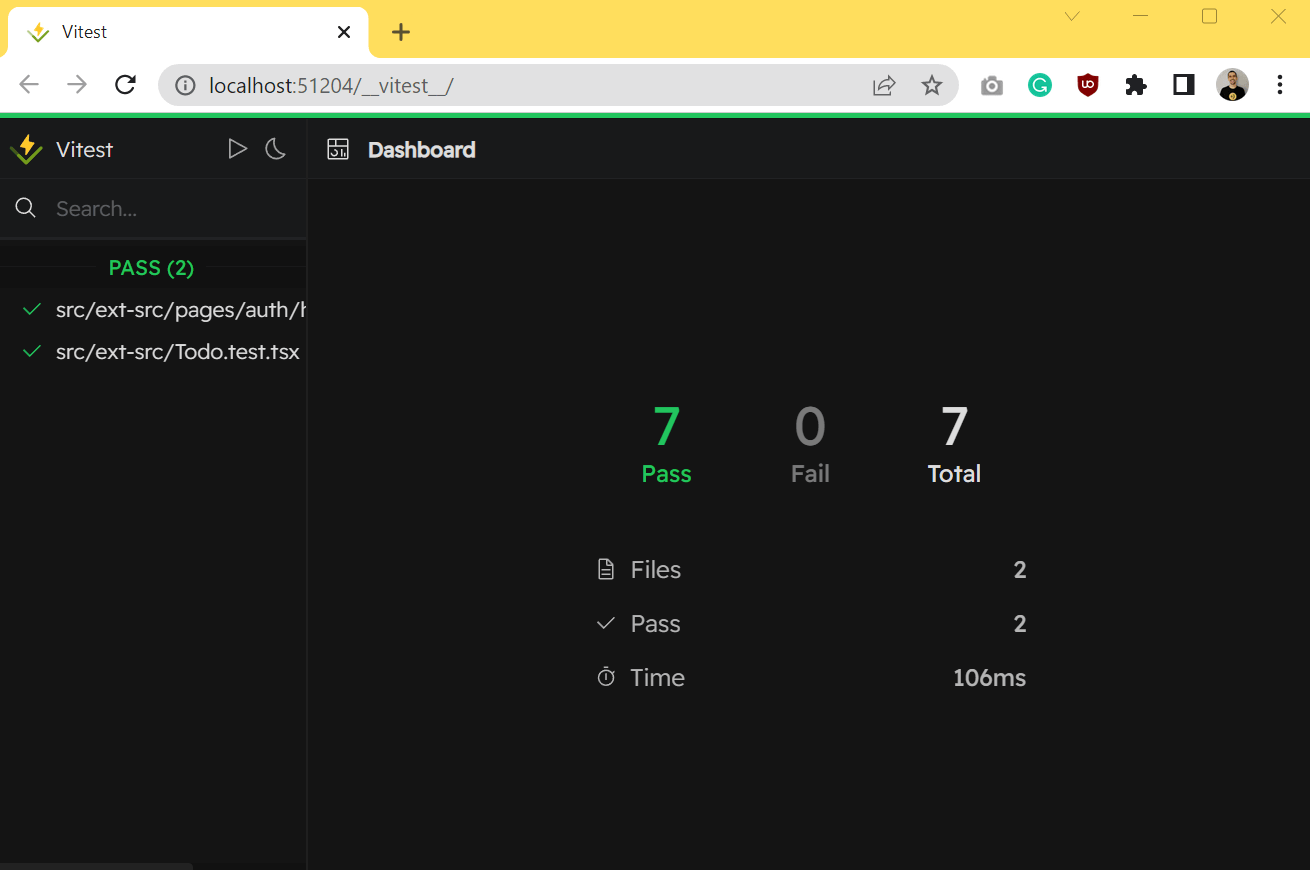 Vitest
localhost:51204/__vitest__/
Vitest
Dashboard
Search...
PASS (2)
src/ext-src/pages/auth/h
src/ext-src/Todo.test.tsx
7 0 7
Pass Fail Total
Files 2
Pass 2
Time 106ms